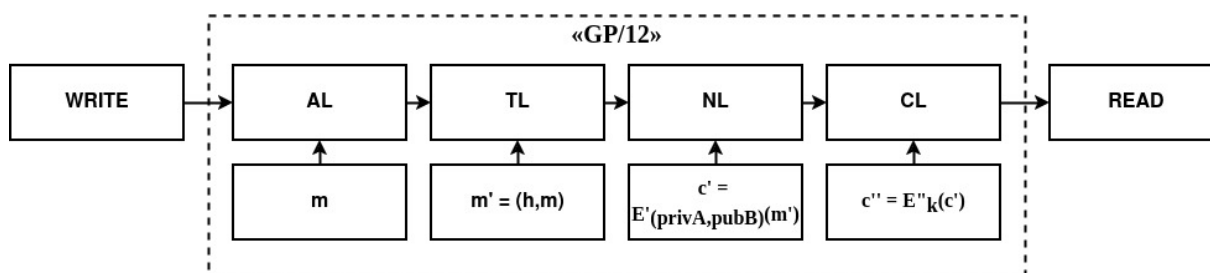 «GP/12»
WRITE
AL
TL
NL
CL
READ
m
m' = (h,m)
c' =
E'(privA,pubB)(m')
c'' = E''k(c')